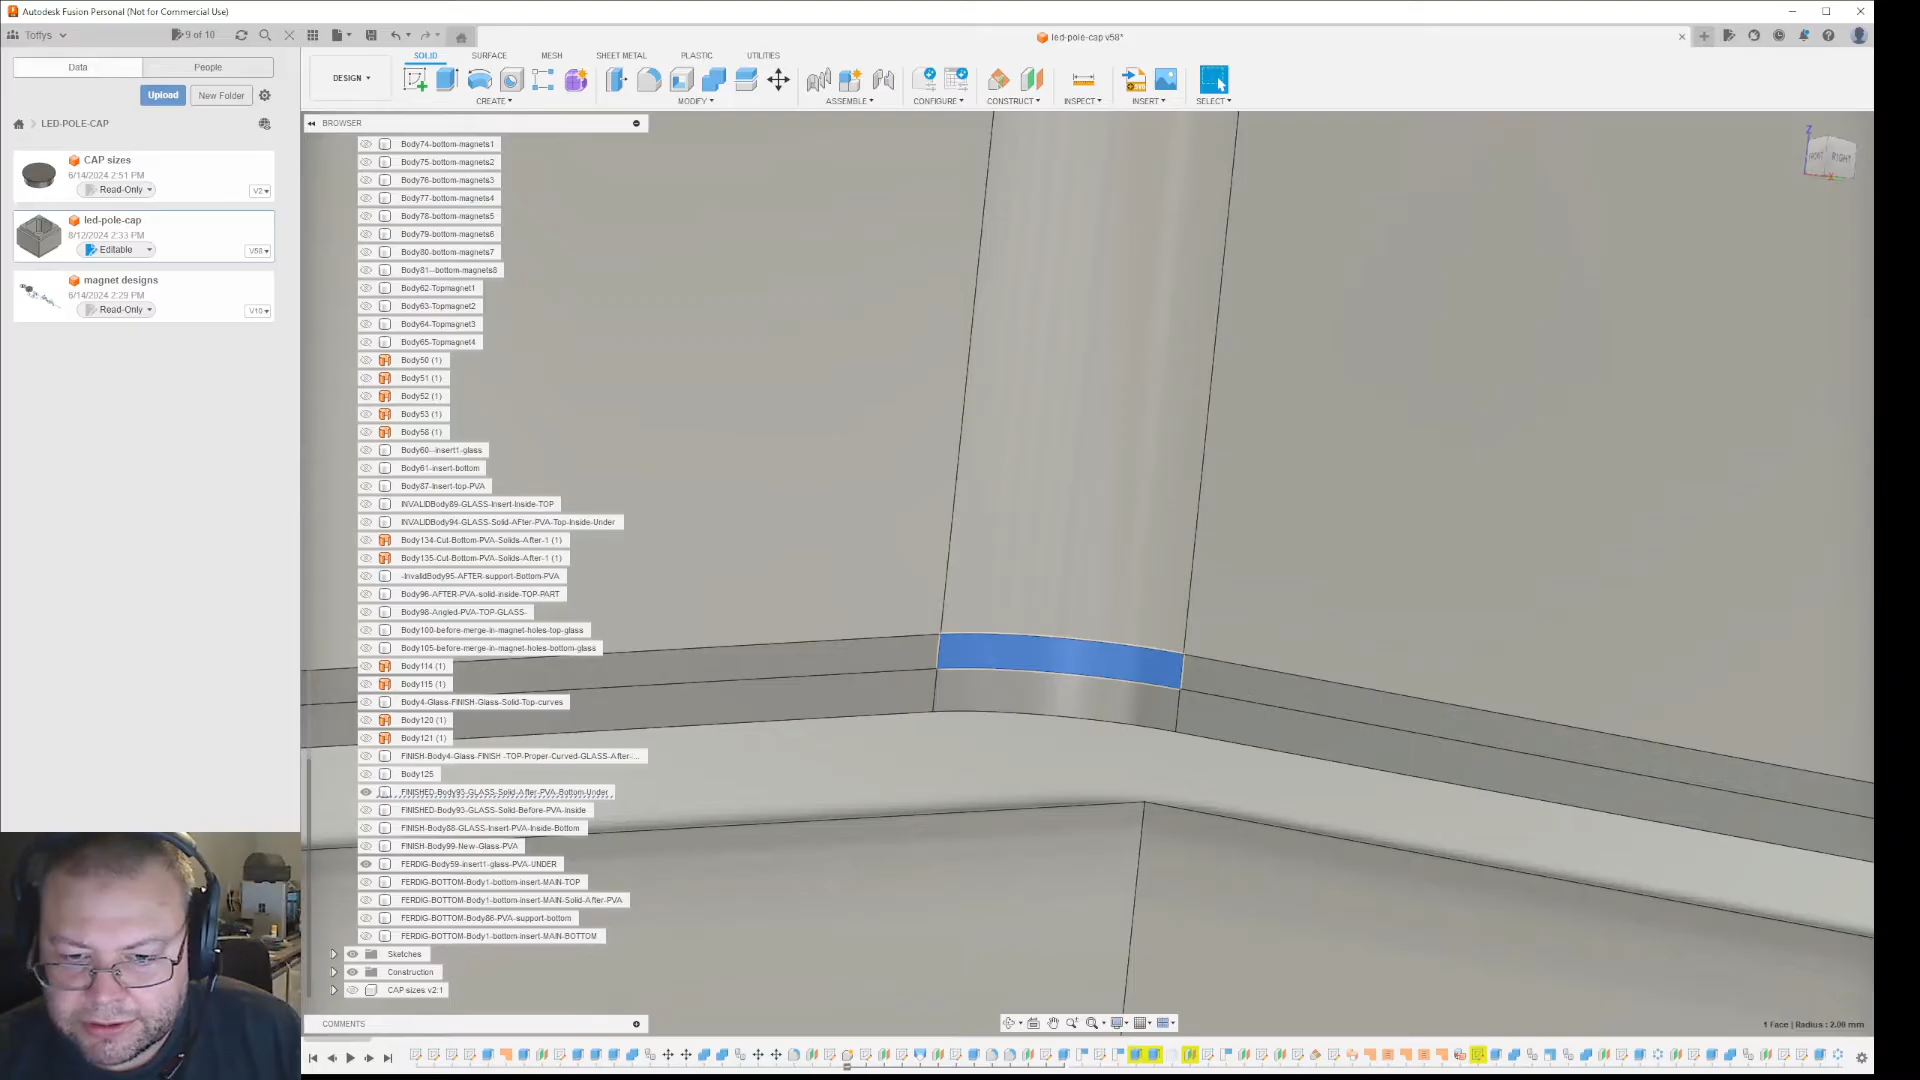 Autodesk Fusion Personal (Not for Commercial Use)
Toffys
9 of 10
led-pole-cap v58*
Data
People
SOLID
SURFACE
MESH
SHEET METAL
PLASTIC
UTILITIES
DESIGN
Upload
New Folder
CREATE
MODIFY
ASSEMBLE
CONFIGURE
CONSTRUCT
INSPECT
INSERT
SELECT
LED-POLE-CAP
CAP sizes
6/14/2024 2:51 PM
Read-Only
V2
led-pole-cap
8/12/2024 2:33 PM
Editable
V58
magnet designs
6/14/2024 2:29 PM
Read-Only
V10
BROWSER
Body74-bottom-magnets1
Body75-bottom-magnets2
Body76-bottom-magnets3
Body77-bottom-magnets4
Body78-bottom-magnets5
Body79-bottom-magnets6
Body80-bottom-magnets7
Body81--bottom-magnets8
Body62-Topmagnet1
Body63-Topmagnet2
Body64-Topmagnet3
Body65-Topmagnet4
Body50 (1)
Body51 (1)
Body52 (1)
Body53 (1)
Body58 (1)
Body60--insert1-glass
Body61-insert-bottom
Body87-Insert-top-PVA
INVALIDBody89-GLASS-Insert-Inside-TOP
INVALIDBody94-GLASS-Solid-AFter-PVA-Top-Inside-Under
Body134-Cut-Bottom-PVA-Solids-After-1 (1)
Body135-Cut-Bottom-PVA-Solids-After-1 (1)
-InvalidBody95-AFTER-support-Bottom-PVA
Body96-AFTER-PVA-solid-inside-TOP-PART
Body98-Angled-PVA-TOP-GLASS-
Body100-before-merge-in-magnet-holes-top-glass
Body105-before-merge-in-magnet-holes-bottom-glass
Body114 (1)
Body115 (1)
Body4-Glass-FINISH-Glass-Solid-Top-curves
Body120 (1)
Body121 (1)
FINISH-Body4-Glass-FINISH -TOP-Proper-Curved-GLASS-After-...
Body125
FINISHED-Body93-GLASS-Solid-After-PVA-Bottom-Under
FINISHED-Body93-GLASS-Solid-Before-PVA-Inside
FINISH-Body88-GLASS-Insert-PVA-Inside-Bottom
FINISH-Body99-New-Glass-PVA
FERDIG-Body59-insert1-glass-PVA-UNDER
FERDIG-BOTTOM-Body1-bottom-insert-MAIN-TOP
FERDIG-BOTTOM-Body1-bottom-insert-MAIN-Solid-After-PVA
FERDIG-BOTTOM-Body86-PVA-support-bottom
FERDIG-BOTTOM-Body1-bottom-insert-MAIN-BOTTOM
Sketches
Construction
CAP sizes v2:1
COMMENTS
Z
FRONT
RIGHT
X
1 Face | Radius : 2.00 mm